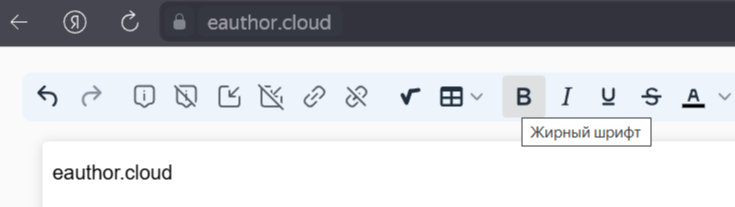 Я eauthor.cloud
B I U S A
Жирный шрифт
eauthor.cloud